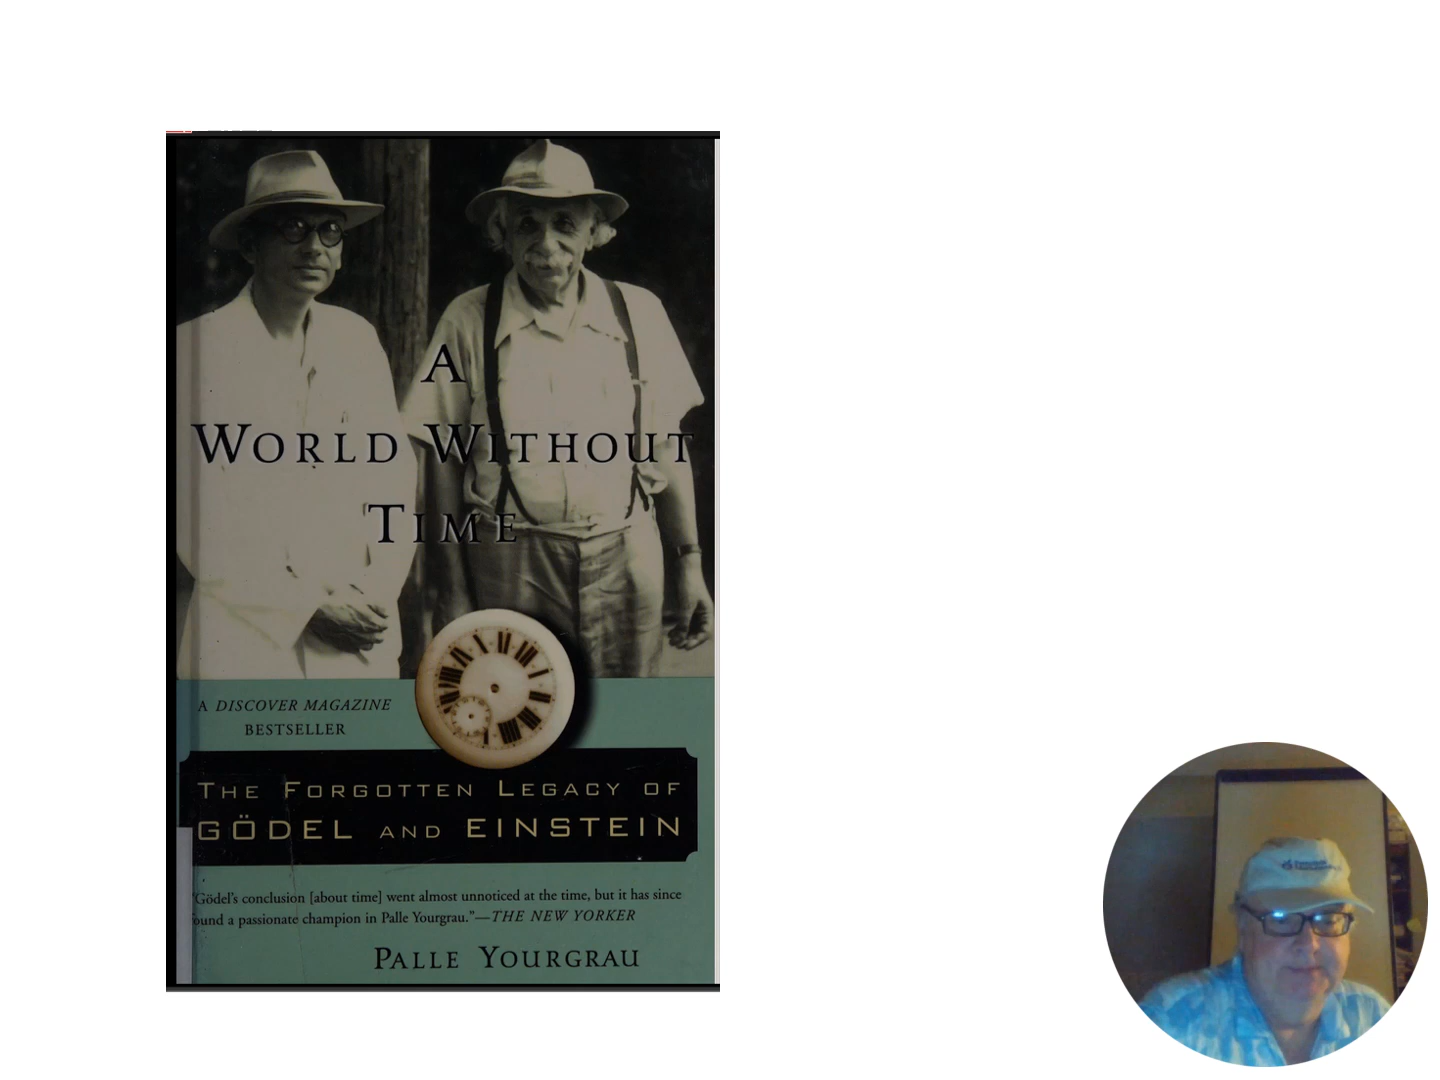 A
WORLD WITHOUT
TIME
A DISCOVER MAGAZINE
BESTSELLER
THE FORGOTTEN LEGACY OF
GÖDEL AND EINSTEIN
"Gödel's conclusion [about time] went almost unnoticed at the time, but it has since
found a passionate champion in Palle Yourgrau."—THE NEW YORKER
PALLE YOURGRAU